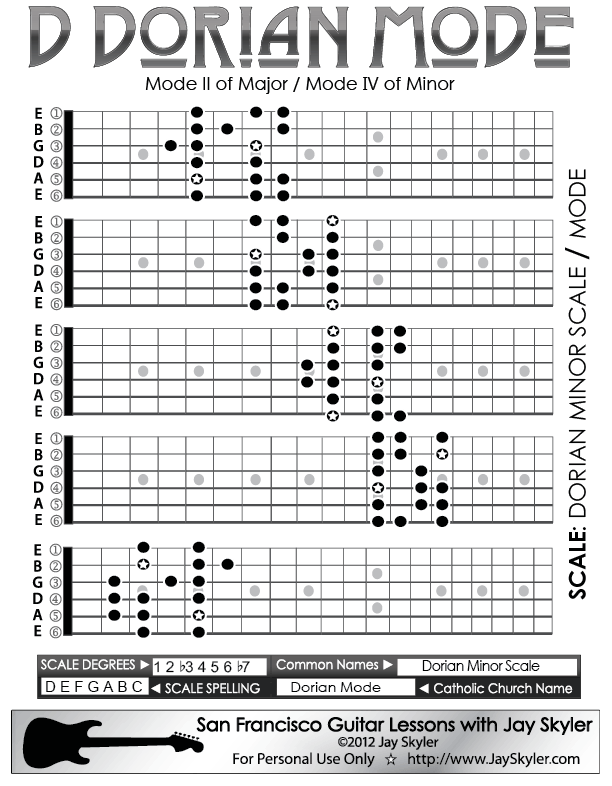 D DORIAN MODE
Mode II of Major / Mode IV of Minor
E ①
B ②
G ③
D ④
A ⑤
E ⑥
E ①
B ②
G ③
D ④
A ⑤
E ⑥
E ①
B ②
G ③
D ④
A ⑤
E ⑥
E ①
B ②
G ③
D ④
A ⑤
E ⑥
E ①
B ②
G ③
D ④
A ⑤
E ⑥
SCALE: DORIAN MINOR SCALE / MODE
SCALE DEGREES ► 1 2 ♭3 4 5 6 ♭7 Common Names ► Dorian Minor Scale
D E F G A B C ◄ SCALE SPELLING Dorian Mode ◄ Catholic Church Name
San Francisco Guitar Lessons with Jay Skyler
©2012 Jay Skyler
For Personal Use Only ☆ http://www.JaySkyler.com